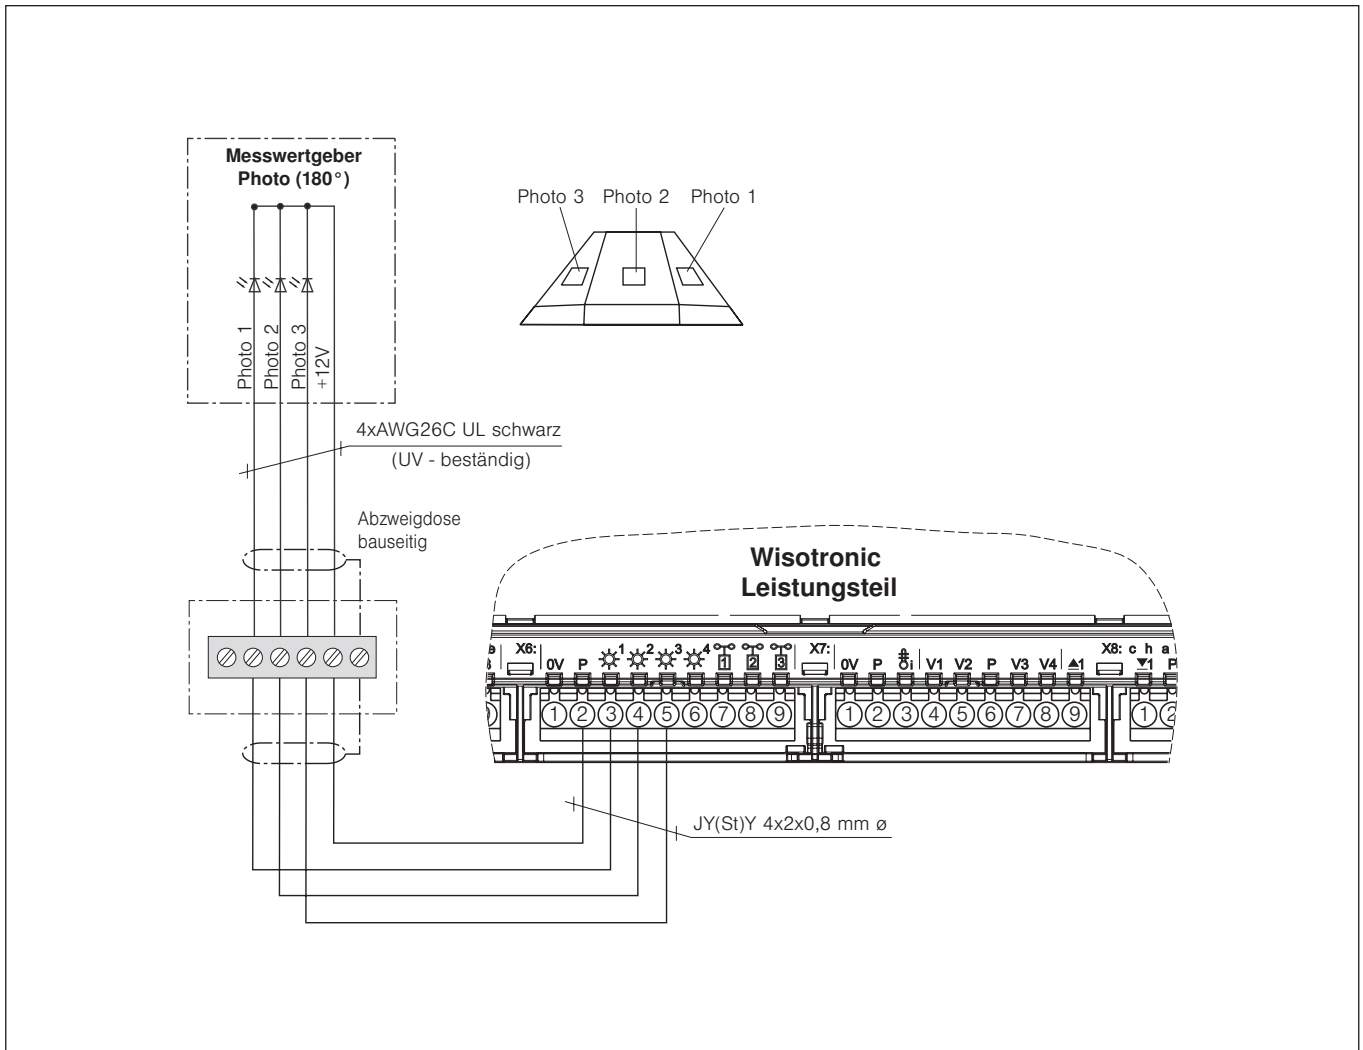 Messwertgeber
Photo (180°)
Photo 3 Photo 2 Photo 1
Photo 1
Photo 2
Photo 3
+12V
4xAWG26C UL schwarz
(UV - beständig)
Abzweigdose
bauseitig
Wisotronic
Leistungsteil
X6: X7: X8: c h a
0V P 1 2 3 4 1 2 3 0V P V1 V2 P V3 V4 ▲1 ▼1 P
1 2 3 4 5 6 7 8 9 1 2 3 4 5 6 7 8 9 1 2
JY(St)Y 4x2x0,8 mm ø